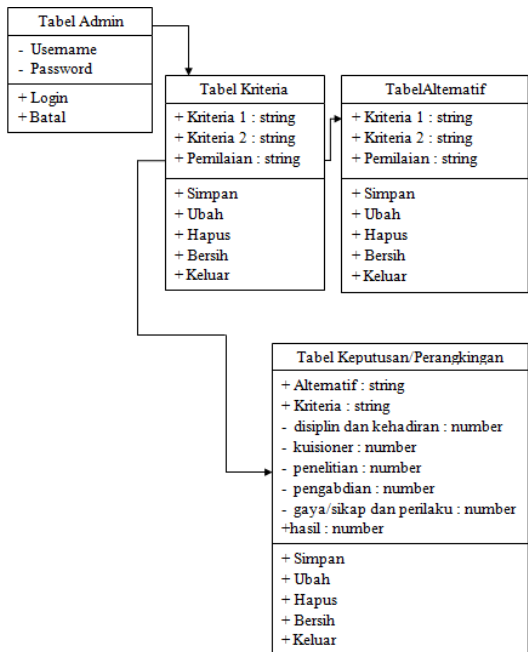 Tabel Admin
- Username
- Password
+ Login
+ Batal
Tabel Kriteria
+ Kriteria 1 : string
+ Kriteria 2 : string
+ Pemilaian : string
+ Simpan
+ Ubah
+ Hapus
+ Bersih
+ Keluar
TabelAlternatif
+ Kriteria 1 : string
+ Kriteria 2 : string
+ Pemilaian : string
+ Simpan
+ Ubah
+ Hapus
+ Bersih
+ Keluar
Tabel Keputusan/Perangkingan
+ Alternatif : string
+ Kriteria : string
- disiplin dan kehadiran : number
- kuisioner : number
- penelitian : number
- pengabdian : number
- gaya/sikap dan perilaku : number
+hasil : number
+ Simpan
+ Ubah
+ Hapus
+ Bersih
+ Keluar